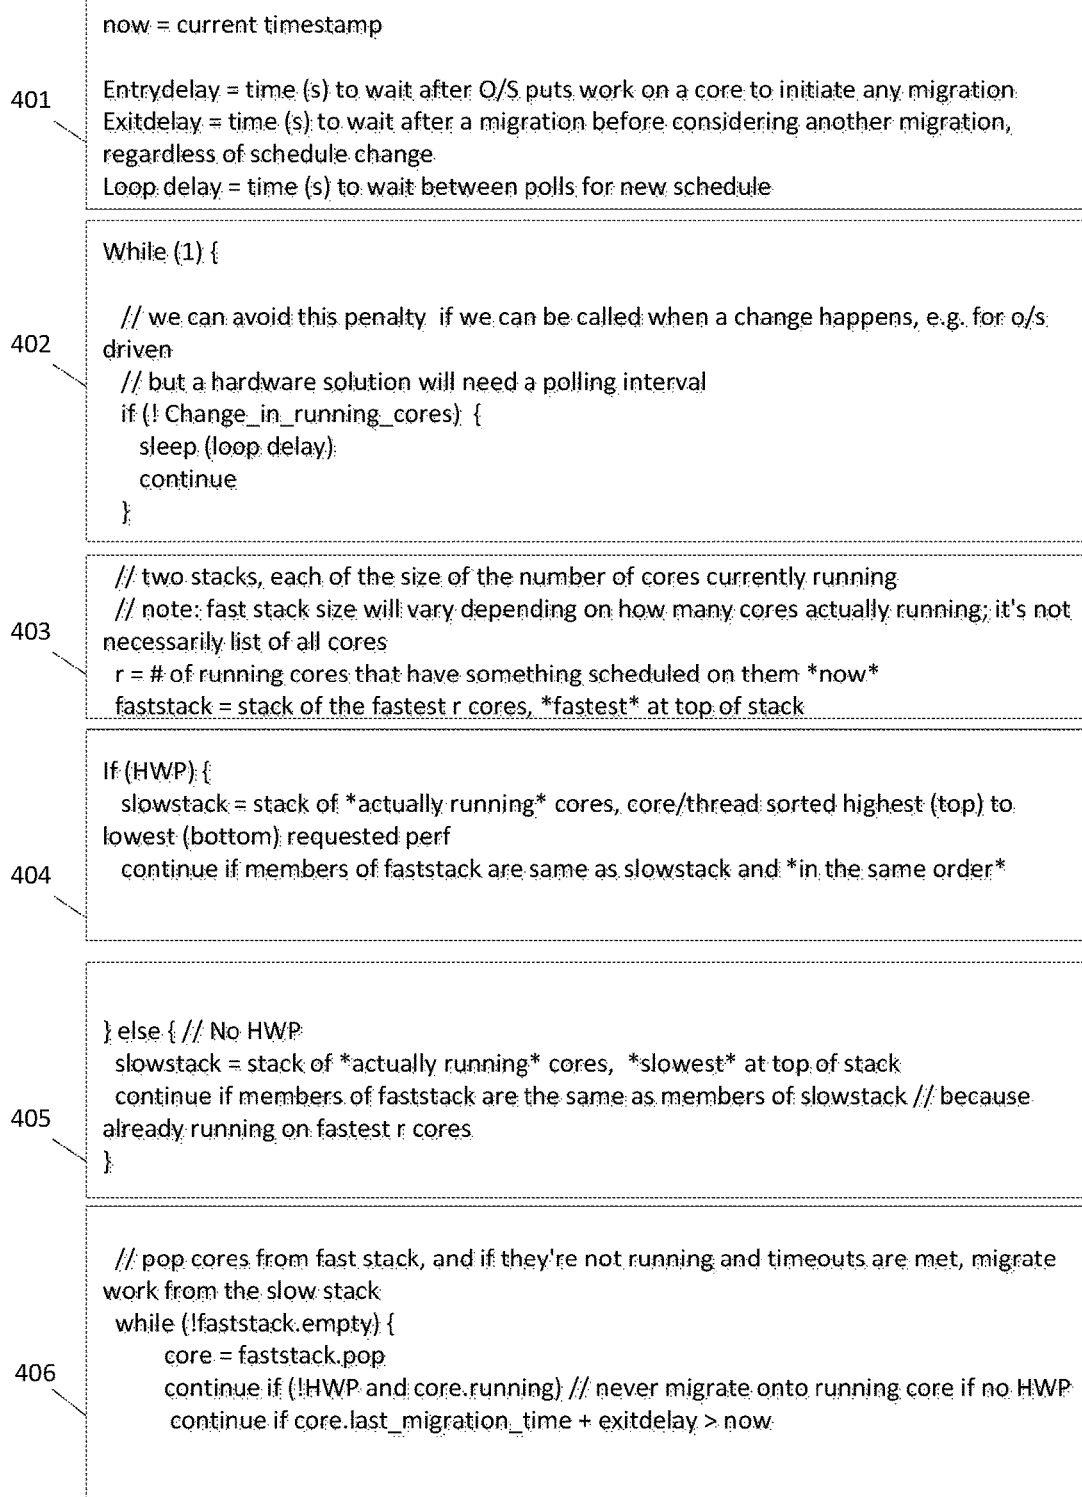 now = current timestamp
401
Entrydelay = time (s) to wait after O/S puts work on a core to initiate any migration
Exitdelay = time (s) to wait after a migration before considering another migration,
regardless of schedule change
Loop delay = time (s) to wait between polls for new schedule
While (1) {
// we can avoid this penalty if we can be called when a change happens, e.g. for o/s
402
driven
// but a hardware solution will need a polling interval
if (! Change_in_running_cores) {
sleep (loop delay)
continue
}
// two stacks, each of the size of the number of cores currently running
// note: fast stack size will vary depending on how many cores actually running; it's not
403
necessarily list of all cores
r = # of running cores that have something scheduled on them *now*
faststack = stack of the fastest r cores, *fastest* at top of stack
If (HWP) {
slowstack = stack of *actually running* cores, core/thread sorted highest (top) to
lowest (bottom) requested perf
404
continue if members of faststack are same as slowstack and *in the same order*
} else { // No HWP
slowstack = stack of *actually running* cores, *slowest* at top of stack
continue if members of faststack are the same as members of slowstack // because
405
already running on fastest r cores
}
// pop cores from fast stack, and if they're not running and timeouts are met, migrate
work from the slow stack
while (!faststack.empty) {
core = faststack.pop
406
continue if (!HWP and core.running) // never migrate onto running core if no HWP
continue if core.last_migration_time + exitdelay > now